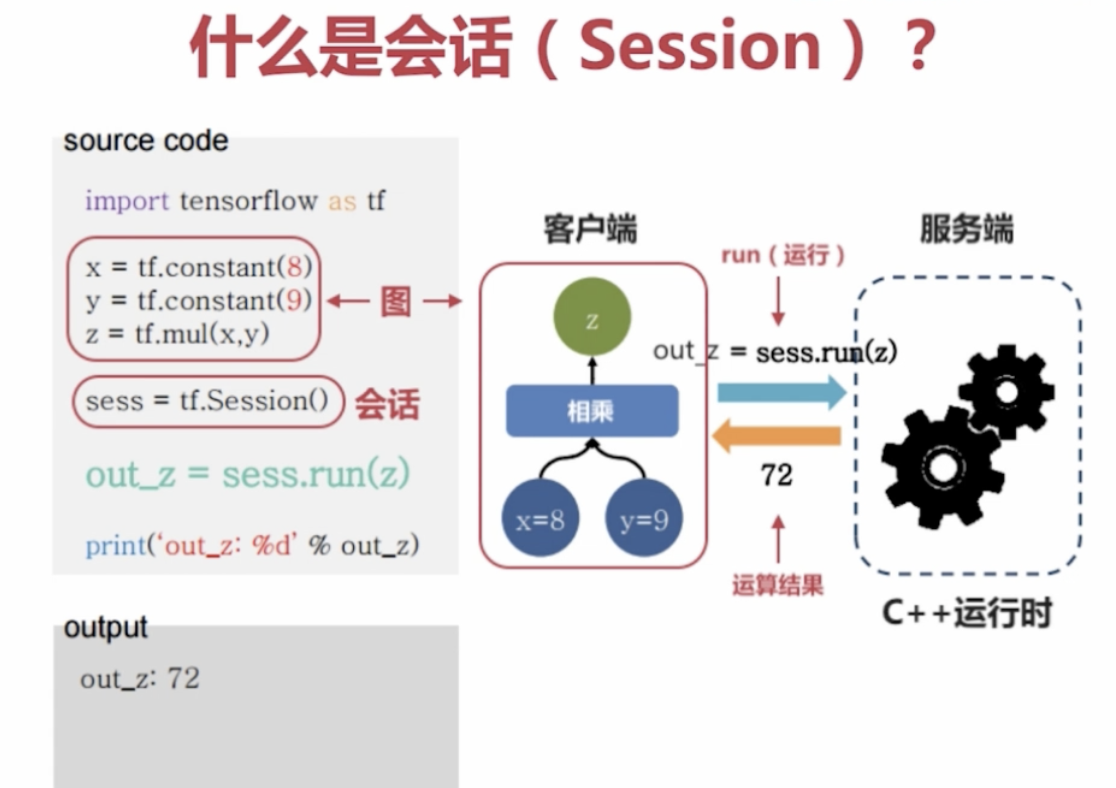 什么是会话（Session）？
source code
import tensorflow as tf
x = tf.constant(8)
y = tf.constant(9)
z = tf.mul(x,y)
图
sess = tf.Session()
会话
out_z = sess.run(z)
print(‘out_z: %d’ % out_z)
output
out_z: 72
客户端
z
相乘
x=8
y=9
run（运行）
out_z = sess.run(z)
72
运算结果
服务端
C++运行时